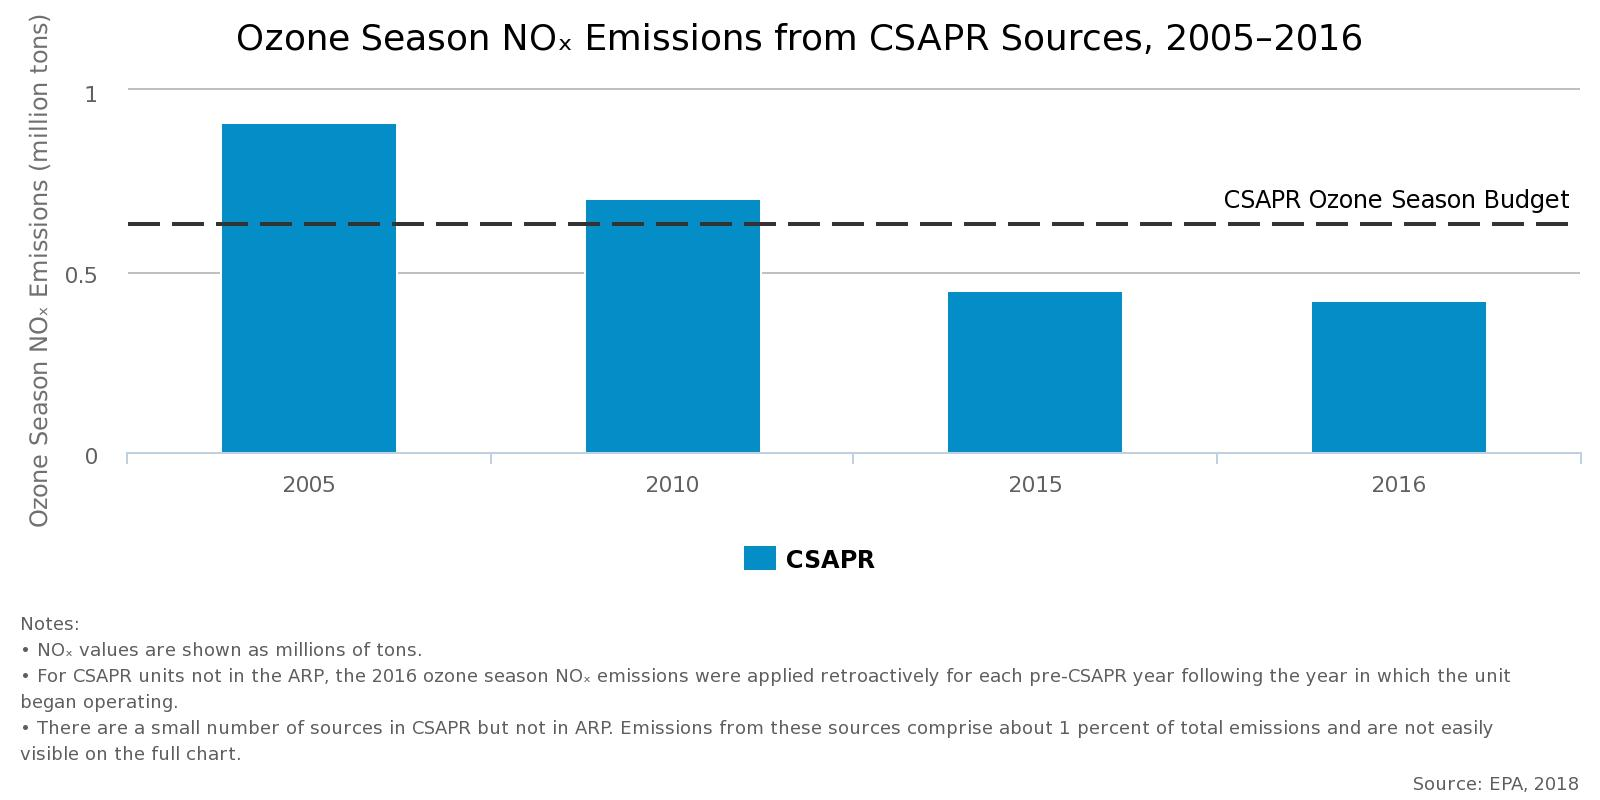 Ozone Season NOₓ Emissions from CSAPR Sources, 2005–2016
Ozone Season NOₓ Emissions (million tons)
1
0.5
0
CSAPR Ozone Season Budget
2005
2010
2015
2016
CSAPR
Notes:
• NOₓ values are shown as millions of tons.
• For CSAPR units not in the ARP, the 2016 ozone season NOₓ emissions were applied retroactively for each pre-CSAPR year following the year in which the unit
began operating.
• There are a small number of sources in CSAPR but not in ARP. Emissions from these sources comprise about 1 percent of total emissions and are not easily
visible on the full chart.
Source: EPA, 2018